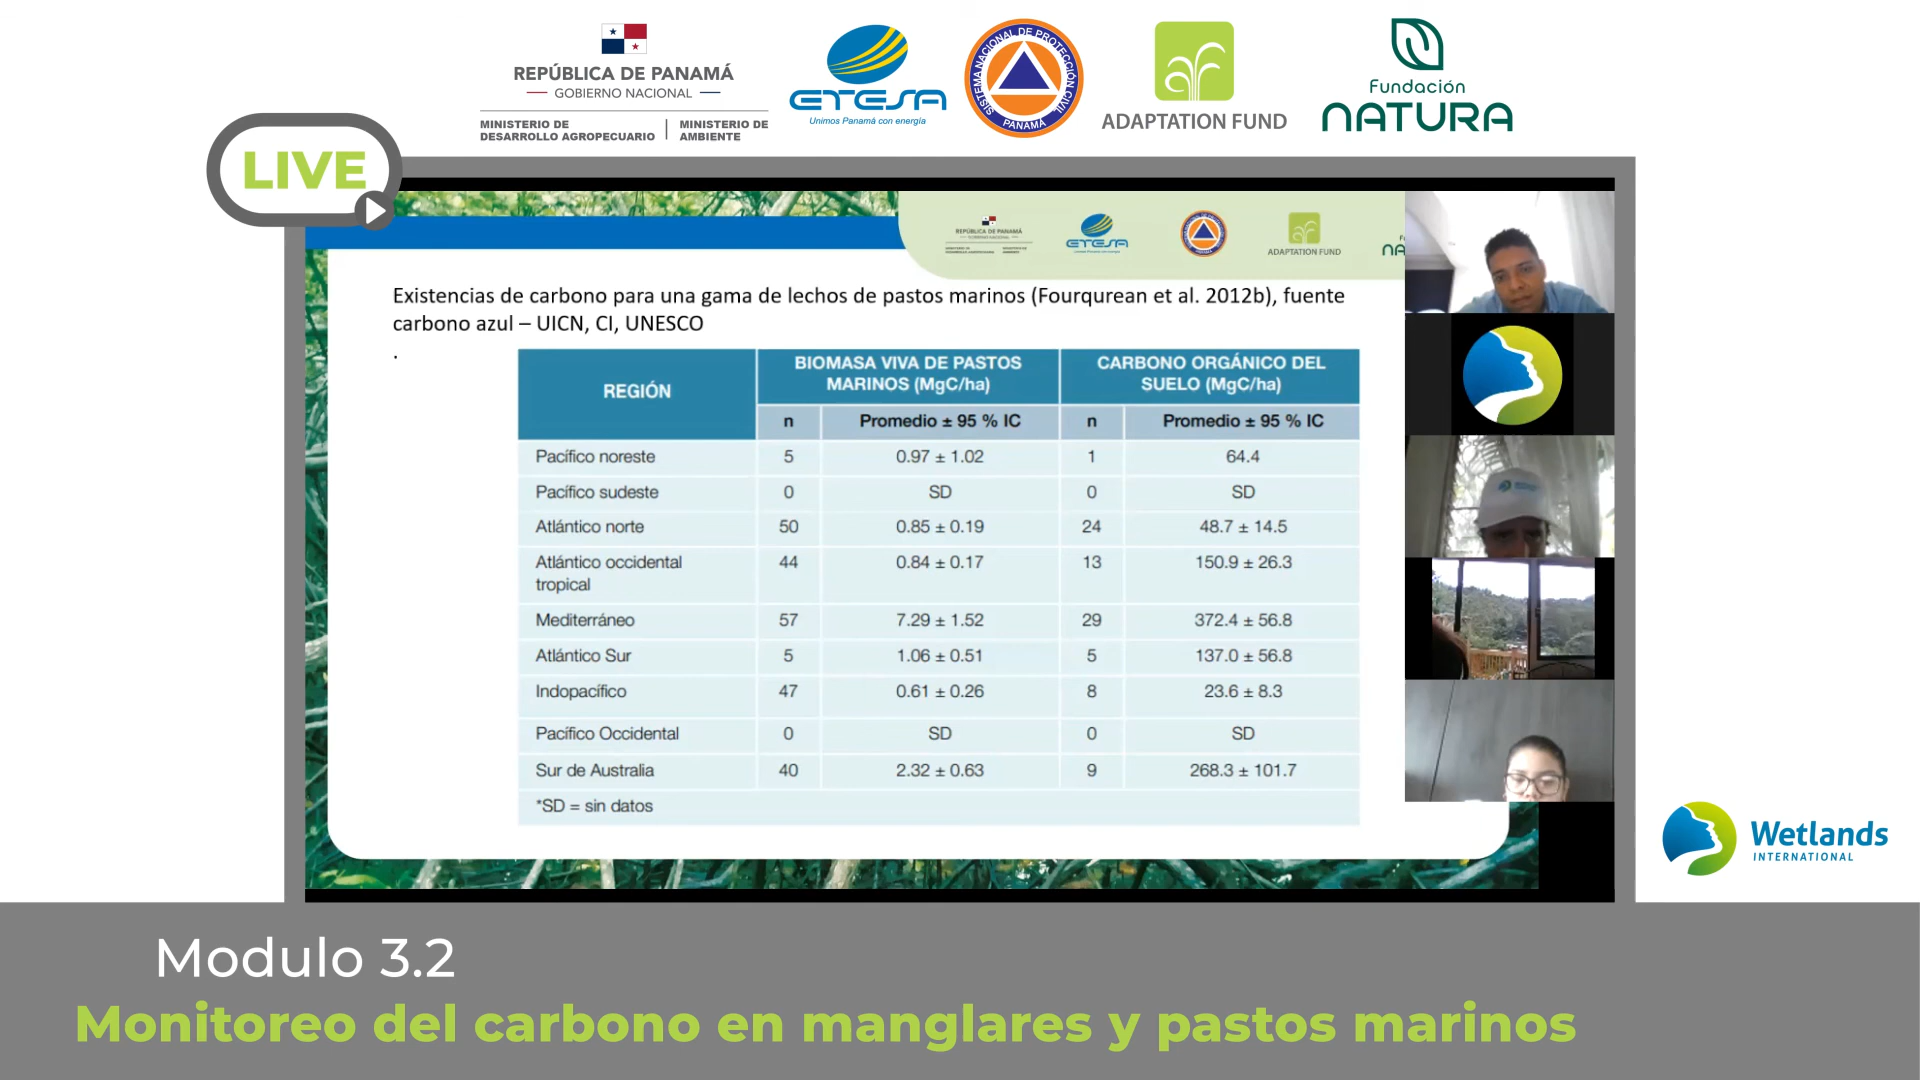 REPÚBLICA DE PANAMÁ
GOBIERNO NACIONAL
MINISTERIO DE
DESARROLLO AGROPECUARIO
MINISTERIO DE
AMBIENTE
ETESA
Unimos Panamá con energía
SISTEMA NACIONAL DE PROTECCIÓN CIVIL
PANAMÁ
ADAPTATION FUND
Fundación
NATURA
LIVE
REPÚBLICA DE PANAMÁ
ETESA
ADAPTATION FUND
Existencias de carbono para una gama de lechos de pastos marinos (Fourqurean et al. 2012b), fuente
carbono azul – UICN, CI, UNESCO
.
REGIÓN
BIOMASA VIVA DE PASTOS
MARINOS (MgC/ha)
CARBONO ORGÁNICO DEL
SUELO (MgC/ha)
n Promedio ± 95 % IC n Promedio ± 95 % IC
Pacífico noreste 5 0.97 ± 1.02 1 64.4
Pacífico sudeste 0 SD 0 SD
Atlántico norte 50 0.85 ± 0.19 24 48.7 ± 14.5
Atlántico occidental
tropical 44 0.84 ± 0.17 13 150.9 ± 26.3
Mediterráneo 57 7.29 ± 1.52 29 372.4 ± 56.8
Atlántico Sur 5 1.06 ± 0.51 5 137.0 ± 56.8
Indopacífico 47 0.61 ± 0.26 8 23.6 ± 8.3
Pacífico Occidental 0 SD 0 SD
Sur de Australia 40 2.32 ± 0.63 9 268.3 ± 101.7
*SD = sin datos
Wetlands
INTERNATIONAL
Modulo 3.2
Monitoreo del carbono en manglares y pastos marinos